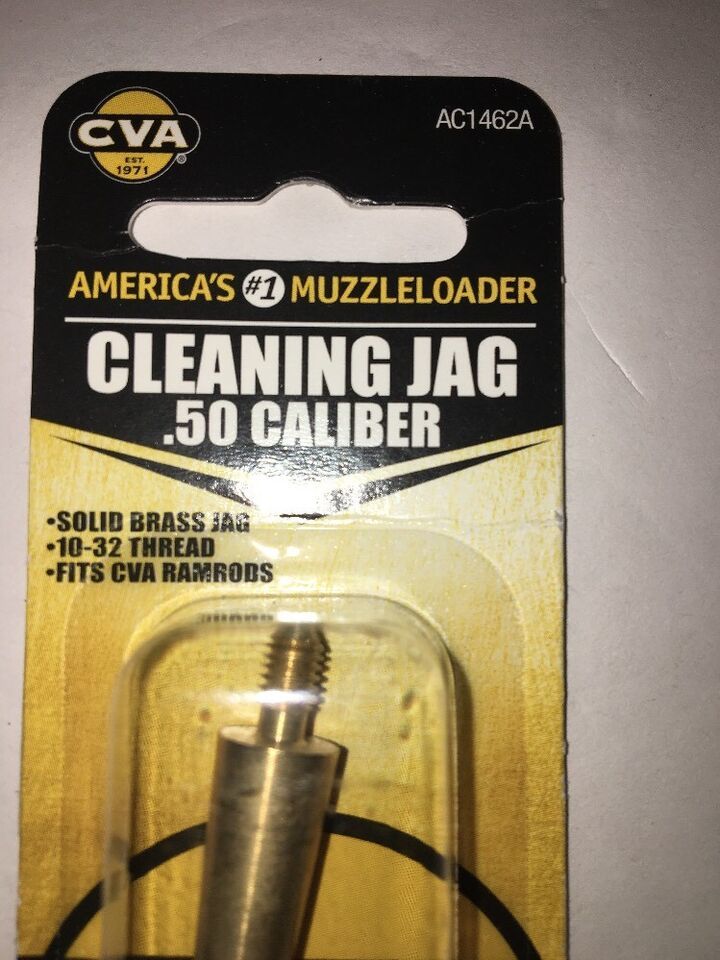 CVA
EST.
1971
®
AC1462A
AMERICA'S #1 MUZZLELOADER
CLEANING JAG
.50 CALIBER
•SOLID BRASS JAG
•10-32 THREAD
•FITS CVA RAMRODS